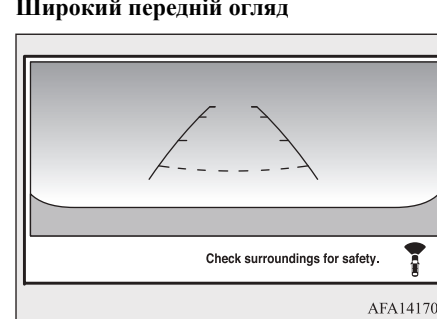 Широкий передній огляд
Check surroundings for safety.
AFA14170